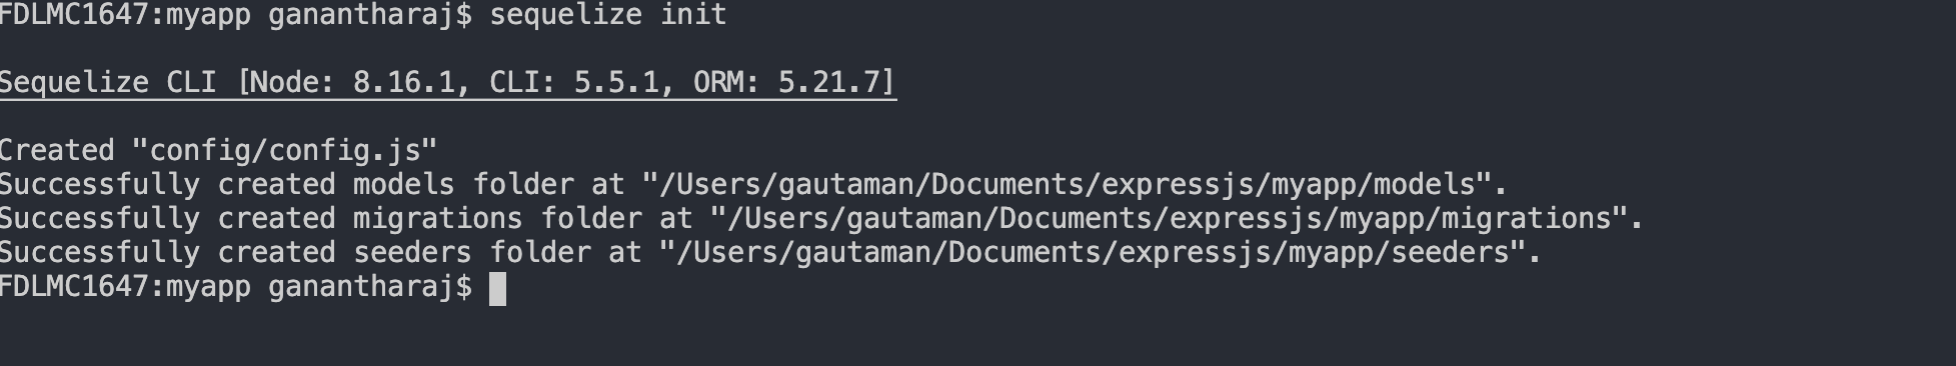 FDLMC1647:myapp ganantharaj$ sequelize init
Sequelize CLI [Node: 8.16.1, CLI: 5.5.1, ORM: 5.21.7]
Created "config/config.js"
Successfully created models folder at "/Users/gautaman/Documents/expressjs/myapp/models".
Successfully created migrations folder at "/Users/gautaman/Documents/expressjs/myapp/migrations".
Successfully created seeders folder at "/Users/gautaman/Documents/expressjs/myapp/seeders".
FDLMC1647:myapp ganantharaj$